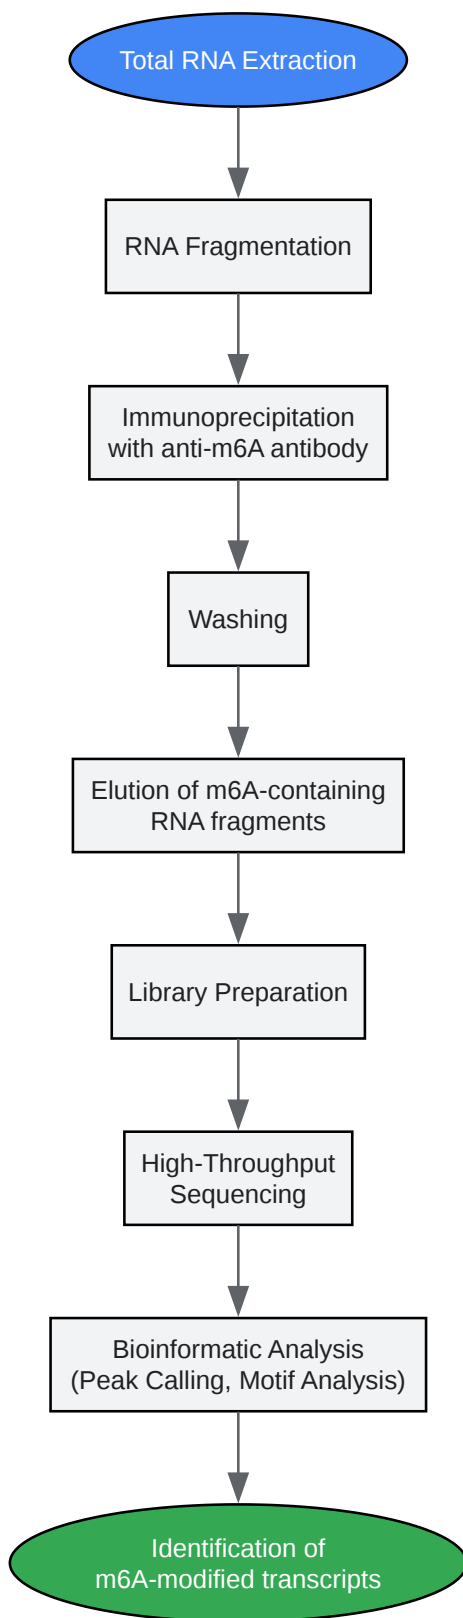 Total RNA Extraction
RNA Fragmentation
Immunoprecipitation
with anti-m6A antibody
Washing
Elution of m6A-containing
RNA fragments
Library Preparation
High-Throughput
Sequencing
Bioinformatic Analysis
(Peak Calling, Motif Analysis)
Identification of
m6A-modified transcripts